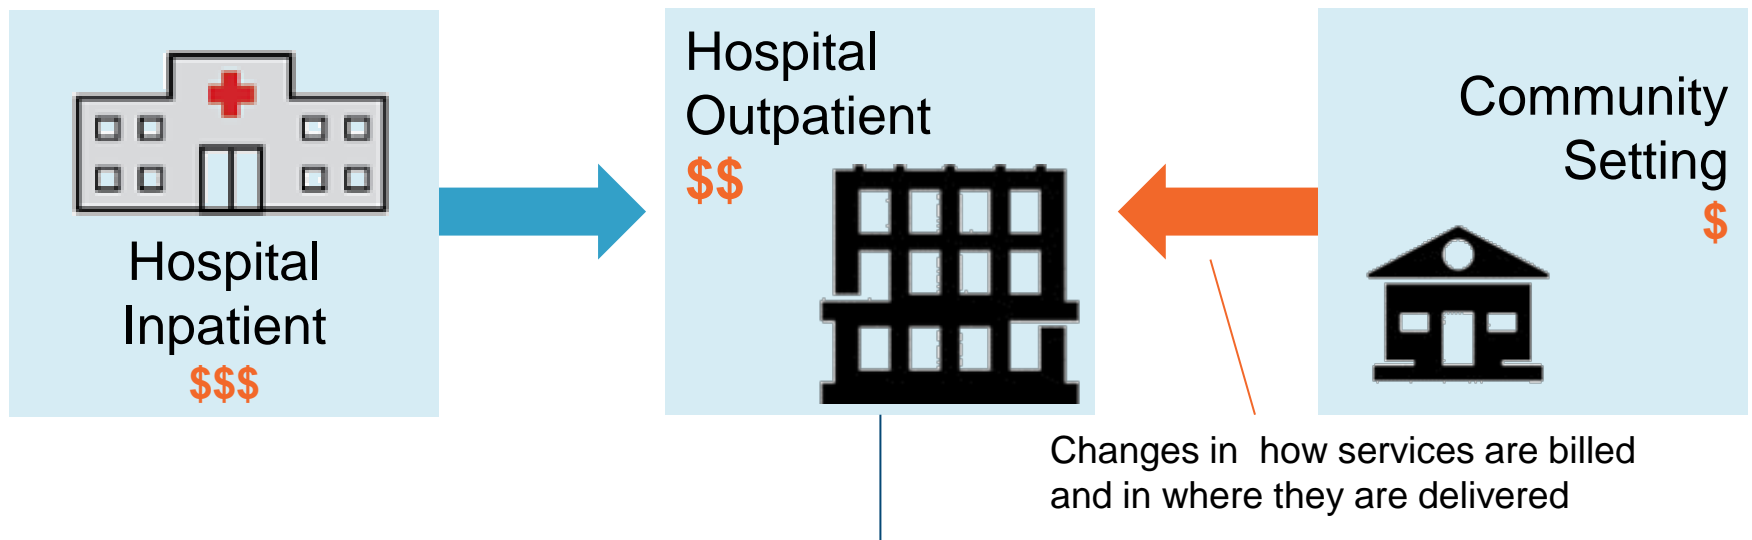 Hospital
Inpatient
$$$
Hospital
Outpatient
$$
Community
Setting
$
Changes in  how services are billed
and in where they are delivered